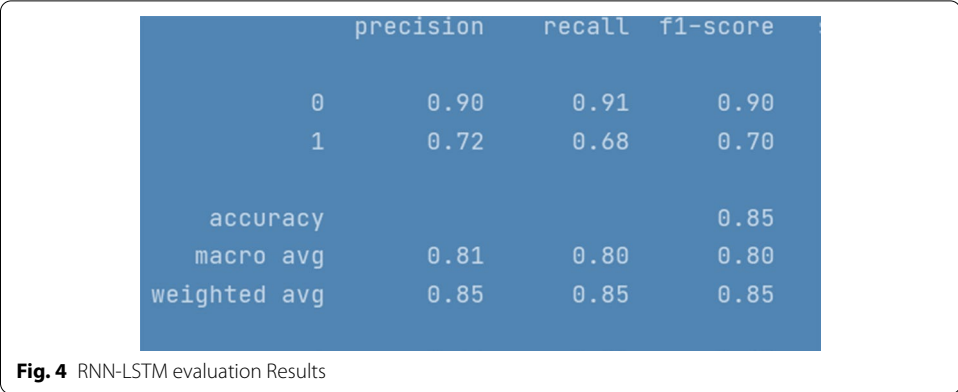 precision recall f1-score
0 0.90 0.91 0.90
1 0.72 0.68 0.70
accuracy 0.85
macro avg 0.81 0.80 0.80
weighted avg 0.85 0.85 0.85
Fig. 4 RNN-LSTM evaluation Results